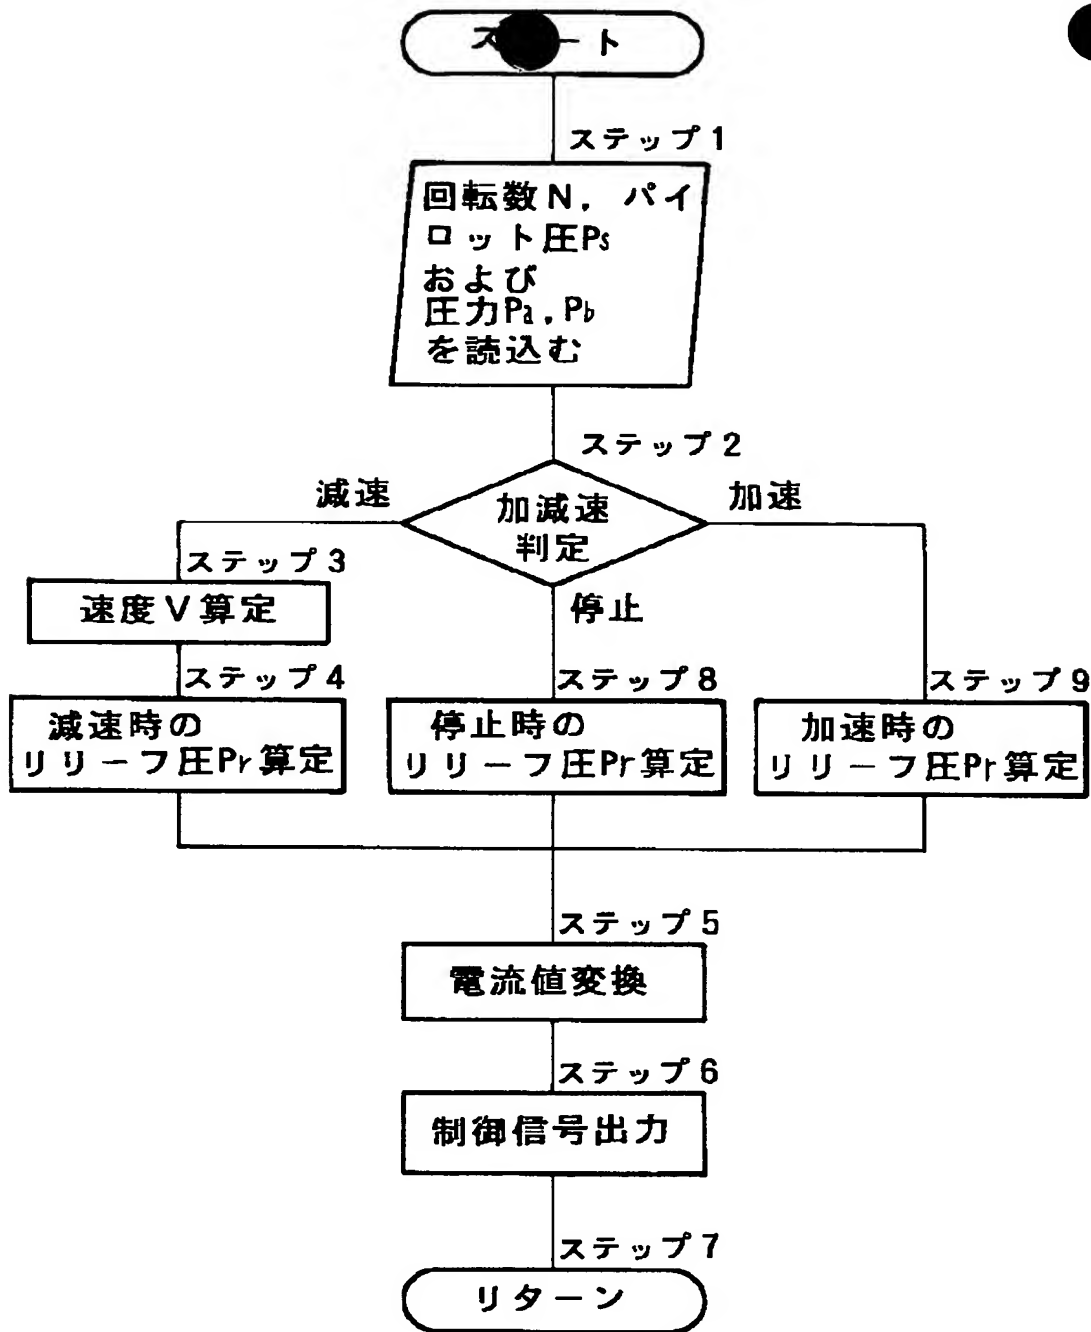 ステップ1
回転数N，パイ
ロット圧Ps
および
圧力Pa，Pb
を読込む
ステップ2
減速
加減速
判定
加速
停止
ステップ3
速度V算定
ステップ4
減速時の
リリーフ圧Pr算定
ステップ8
停止時の
リリーフ圧Pr算定
ステップ9
加速時の
リリーフ圧Pr算定
ステップ5
電流値変換
ステップ6
制御信号出力
ステップ7
リターン